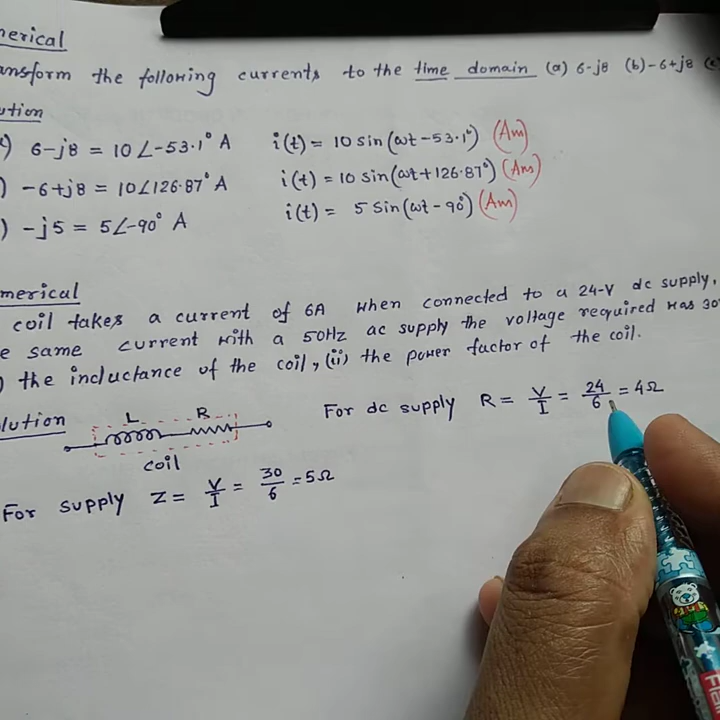 nerical
ansform the following currents to the time domain (a) 6-j8 (b) -6+j8 (c
ution
) 6-j8 = 10∠-53.1° A i(t) = 10 sin(ωt-53.1°) (Am)
) -6+j8 = 10∠126.87° A i(t) = 10 sin(ωt+126.87°) (Am)
) -j5 = 5∠-90° A i(t) = 5 sin(ωt-90°) (Am)
merical
coil takes a current of 6A when connected to a 24-V dc supply,
e same current with a 50Hz ac supply the voltage required was 30
) the inductance of the coil, (ii) the power factor of the coil.
olution L R For dc supply R = V/I = 24/6 = 4Ω
coil
For supply Z = V/I = 30/6 = 5Ω